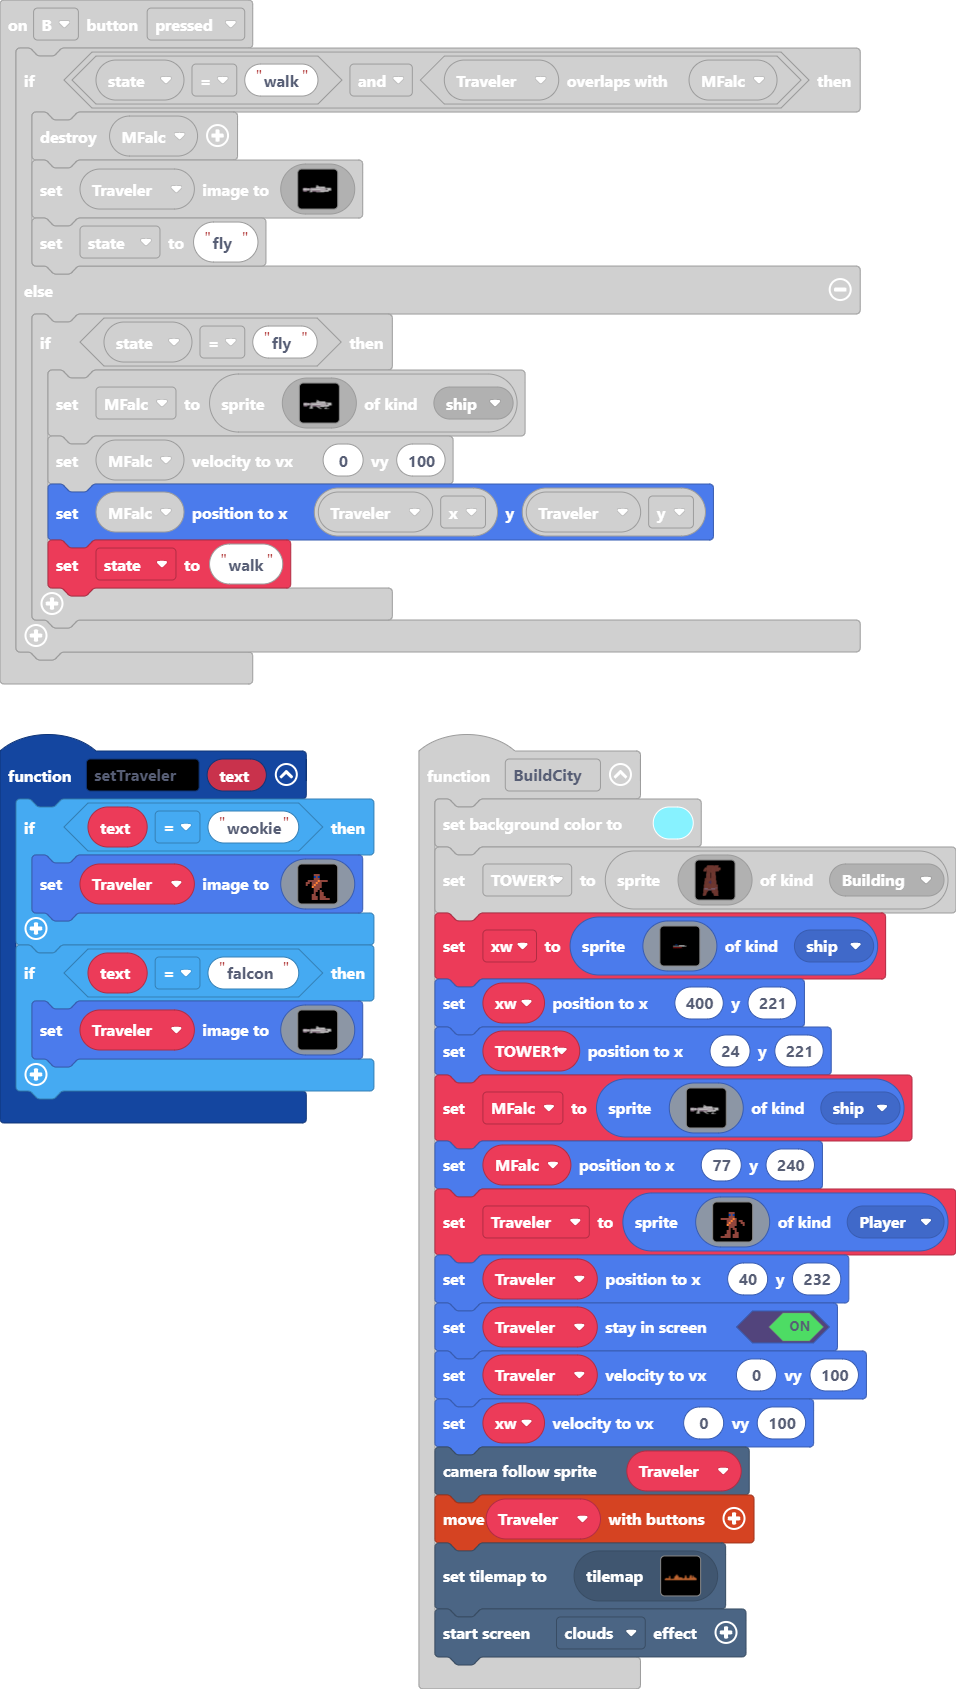 on B button pressed
if state = "walk" and Traveler overlaps with MFalc then
destroy MFalc
set Traveler image to
set state to "fly"
else
if state = "fly" then
set MFalc to sprite of kind ship
set MFalc velocity to vx 0 vy 100
set MFalc position to x Traveler x y Traveler y
set state to "walk"
function setTraveler text
if text = "wookie" then
set Traveler image to
if text = "falcon" then
set Traveler image to
function BuildCity
set background color to
set TOWER1 to sprite of kind Building
set xw to sprite of kind ship
set xw position to x 400 y 221
set TOWER1 position to x 24 y 221
set MFalc to sprite of kind ship
set MFalc position to x 77 y 240
set Traveler to sprite of kind Player
set Traveler position to x 40 y 232
set Traveler stay in screen ON
set Traveler velocity to vx 0 vy 100
set xw velocity to vx 0 vy 100
camera follow sprite Traveler
move Traveler with buttons
set tilemap to tilemap
start screen clouds effect